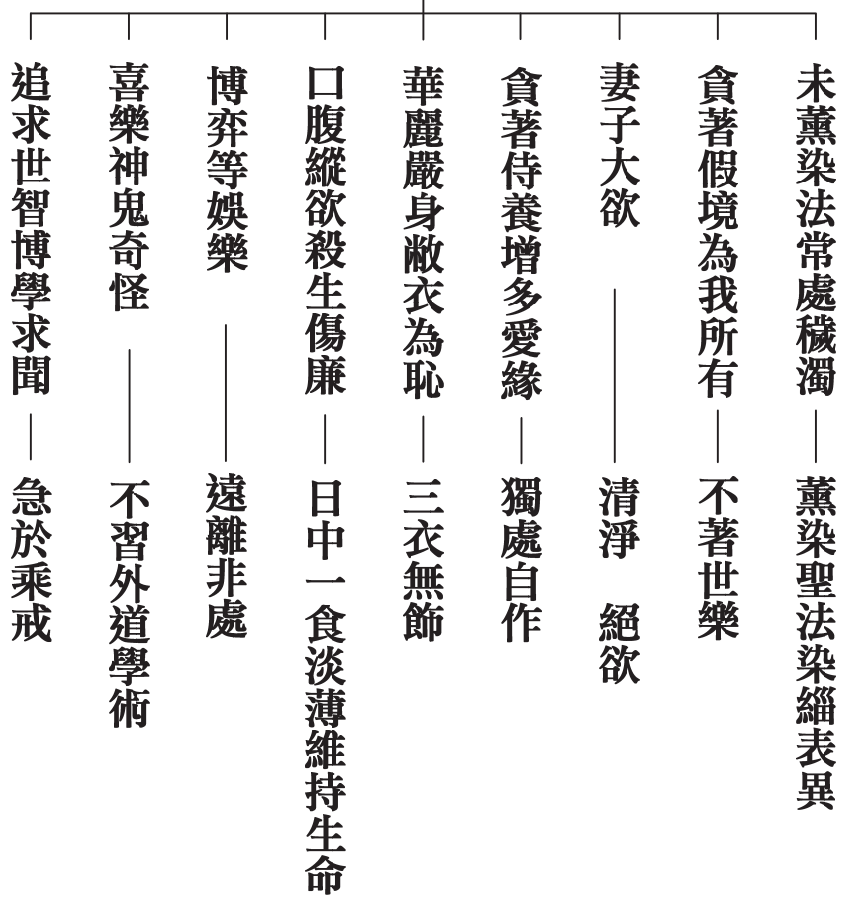 未薰染法常處穢濁
薰染聖法染緇表異
貪著假境為我所有
不著世樂
妻子大欲
清淨　絕欲
貪著侍養增多愛緣
獨處自作
華麗嚴身敝衣為恥
三衣無飾
口腹縱欲殺生傷廉
日中一食淡薄維持生命
博弈等娛樂
遠離非處
喜樂神鬼奇怪
不習外道學術
追求世智博學求聞
急於乘戒